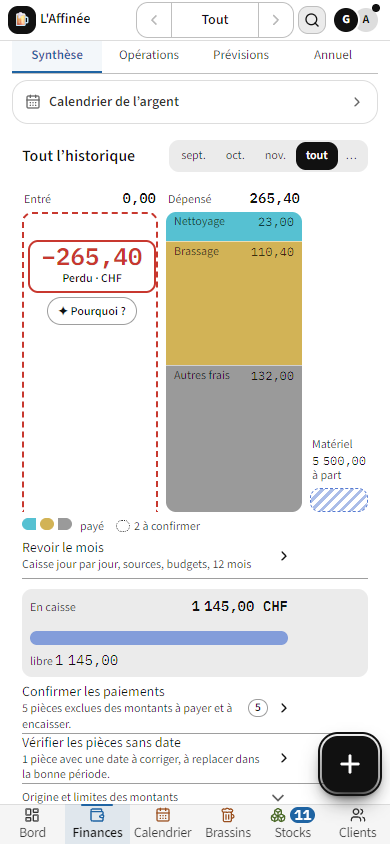 L'Affinée
Tout
G
A
Synthèse
Opérations
Prévisions
Annuel
Calendrier de l'argent
Tout l'historique
sept.
oct.
nov.
tout
...
Entré 0,00
Dépensé 265,40
Nettoyage 23,00
−265,40
Perdu · CHF
✦ Pourquoi ?
Brassage 110,40
Autres frais 132,00
Matériel
5 500,00
à part
payé
2 à confirmer
Revoir le mois
Caisse jour par jour, sources, budgets, 12 mois
En caisse 1 145,00 CHF
libre 1 145,00
Confirmer les paiements
5 pièces exclues des montants à payer et à
encaisser.
5
Vérifier les pièces sans date
1 pièce avec une date à corriger, à replacer dans
la bonne période.
Origine et limites des montants
Bord
Finances
Calendrier
Brassins
11
Stocks
Clients